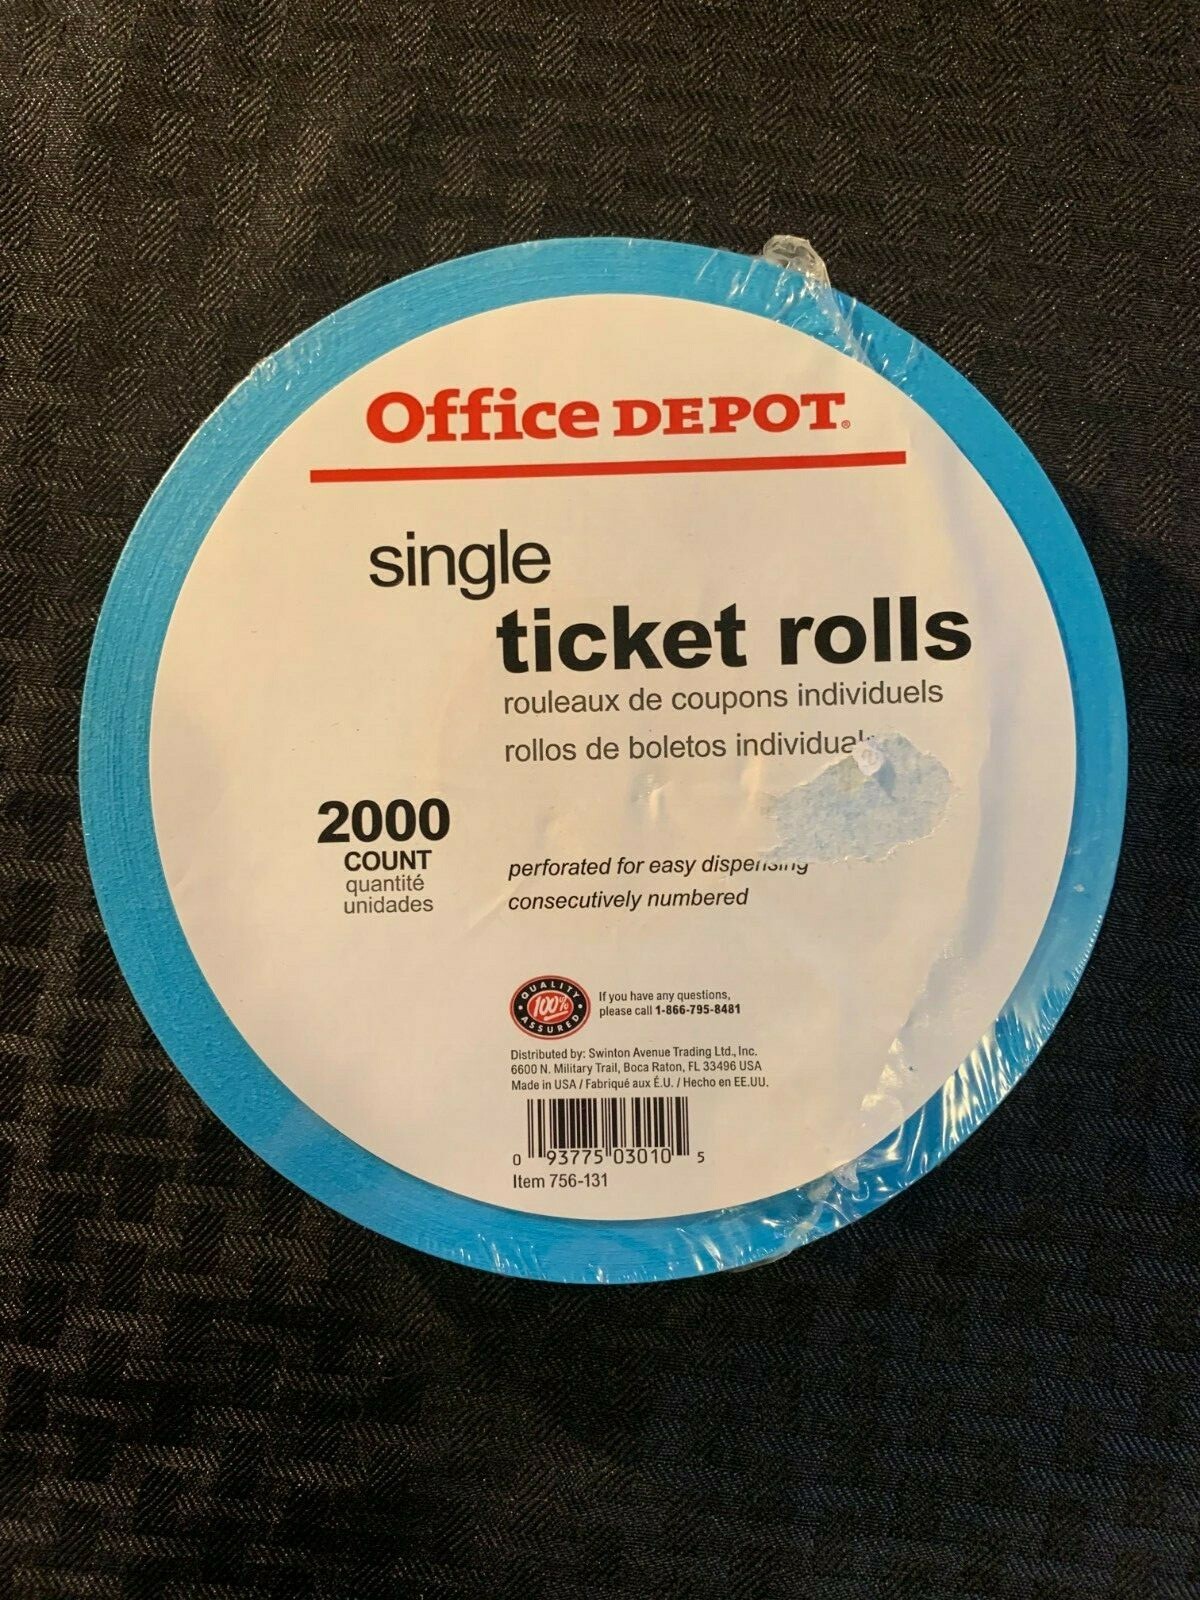 Office DEPOT®
single
ticket rolls
rouleaux de coupons individuels
rollos de boletos
2000
COUNT
quantité
unidades
perforated for easy dispensing
consecutively numbered
QUALITY
100%
ASSURED
If you have any questions,
please call 1-866-795-8481
Distributed by: Swinton Avenue Trading Ltd., Inc.
6600 N. Military Trail, Boca Raton, FL 33496 USA
Made in USA / Fabriqué aux É.U. / Hecho en EE.UU.
0 93775 03010 5
Item 756-131